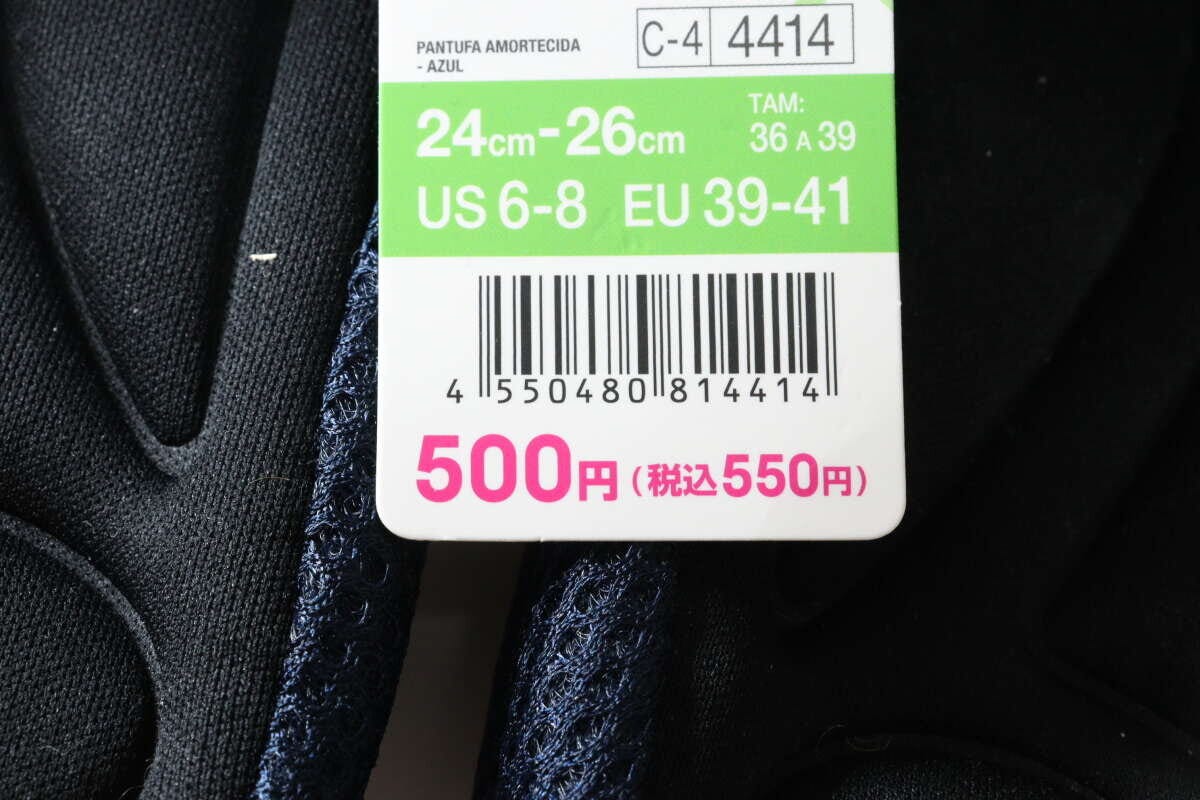 PANTUFA AMORTECIDA
- AZUL
C-4 4414
24cm-26cm
TAM:
36 A 39
US 6-8 EU 39-41
4 550480 814414
500円(税込550円)